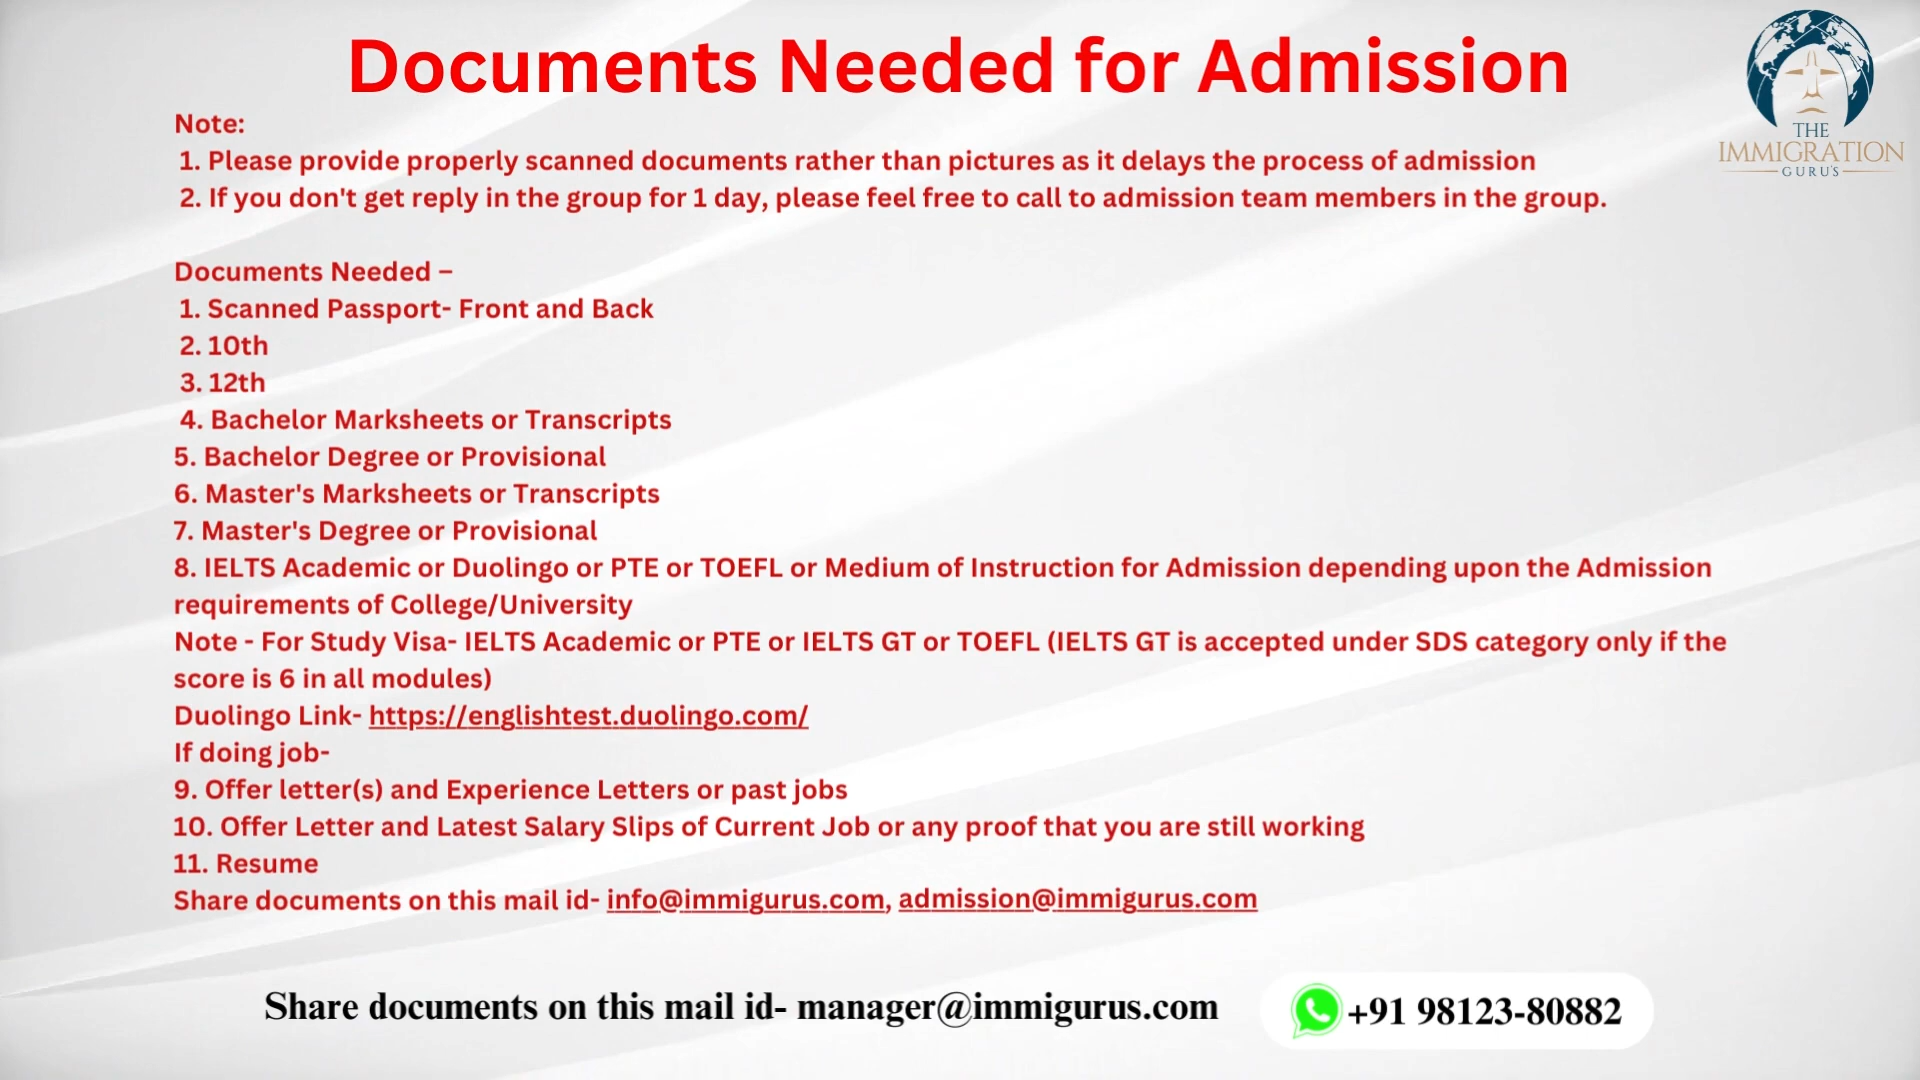 Documents Needed for Admission
THE
IMMIGRATION
GURU'S
Note:
1. Please provide properly scanned documents rather than pictures as it delays the process of admission
2. If you don't get reply in the group for 1 day, please feel free to call to admission team members in the group.
Documents Needed –
1. Scanned Passport- Front and Back
2. 10th
3. 12th
4. Bachelor Marksheets or Transcripts
5. Bachelor Degree or Provisional
6. Master's Marksheets or Transcripts
7. Master's Degree or Provisional
8. IELTS Academic or Duolingo or PTE or TOEFL or Medium of Instruction for Admission depending upon the Admission
requirements of College/University
Note - For Study Visa- IELTS Academic or PTE or IELTS GT or TOEFL (IELTS GT is accepted under SDS category only if the
score is 6 in all modules)
Duolingo Link- https://englishtest.duolingo.com/
If doing job-
9. Offer letter(s) and Experience Letters or past jobs
10. Offer Letter and Latest Salary Slips of Current Job or any proof that you are still working
11. Resume
Share documents on this mail id- info@immigurus.com, admission@immigurus.com
Share documents on this mail id- manager@immigurus.com
+91 98123-80882